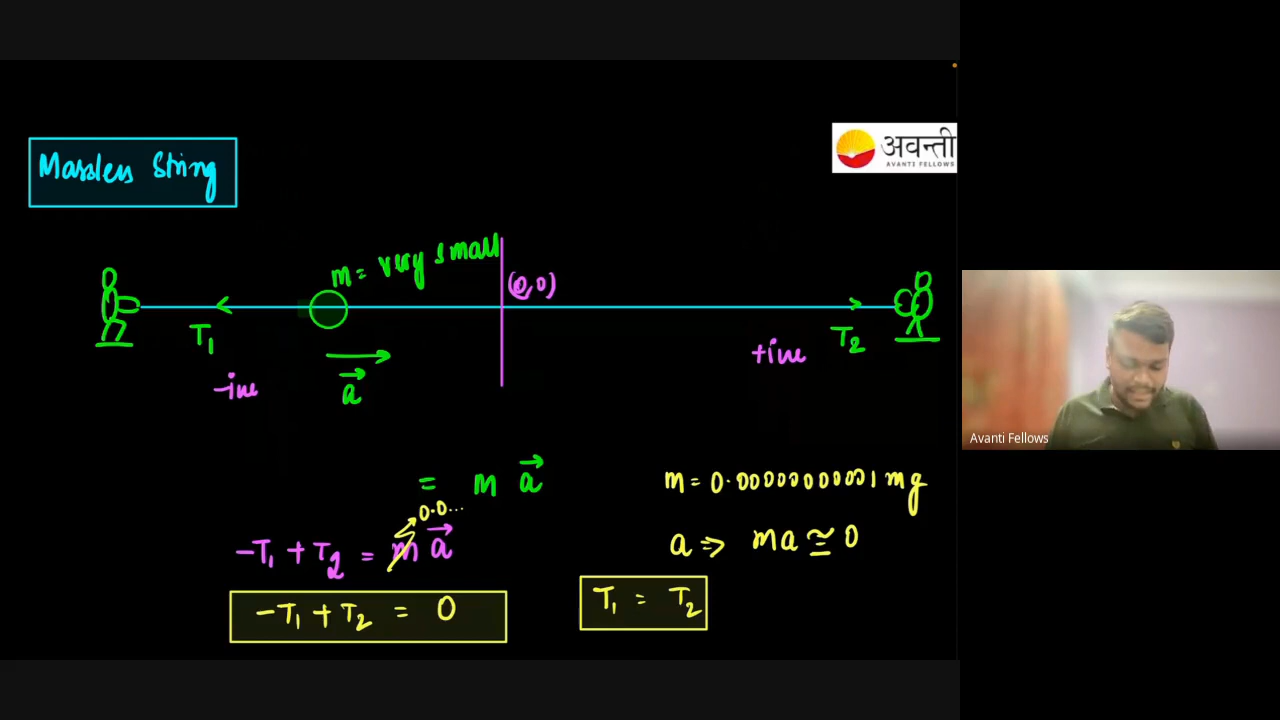 Massless String
अवन्ती
AVANTI FELLOWS
m = very small
(0,0)
T₁
T₂
+ive
-ive
a⃗
= m a⃗
m = 0.00000000001 mg
0.0...
-T₁ + T₂ = m a⃗
a ⇒ ma ≅ 0
-T₁ + T₂ = 0
T₁ = T₂
Avanti Fellows